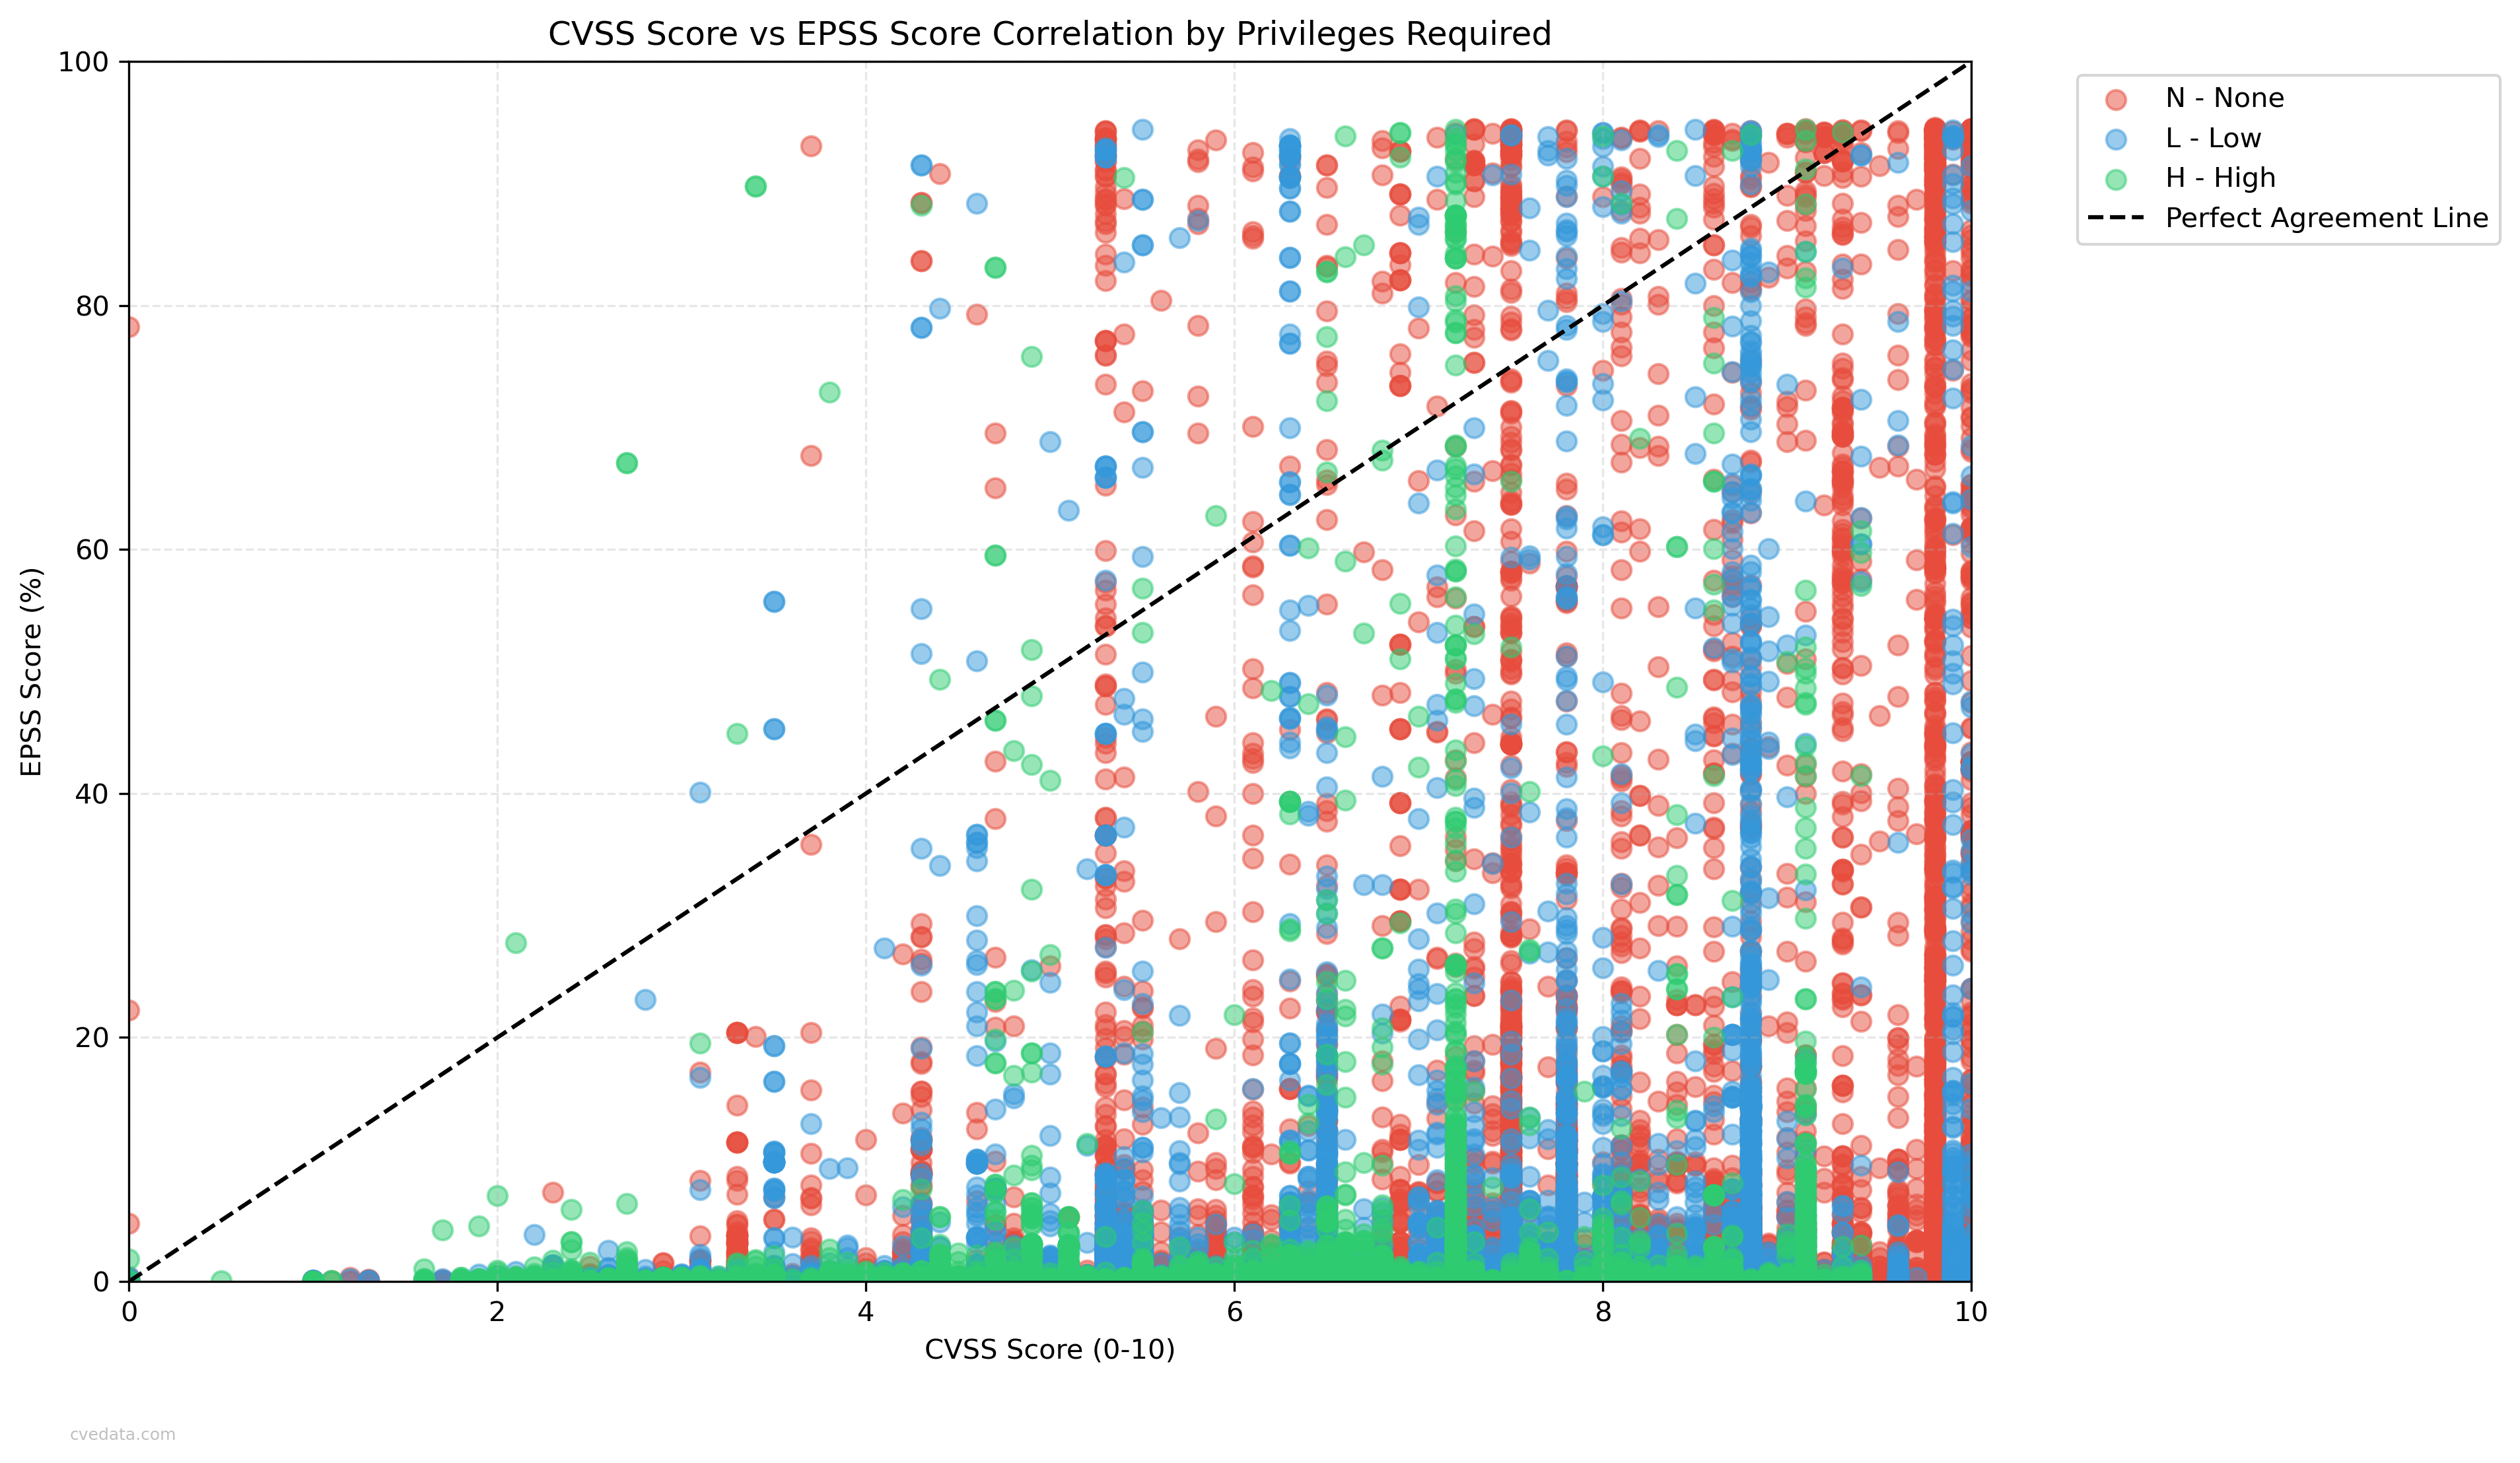 CVSS Score vs EPSS Score Correlation by Privileges Required
100
80
60
40
20
0
EPSS Score (%)
0 2 4 6 8 10
CVSS Score (0-10)
N - None
L - Low
H - High
Perfect Agreement Line
cvedata.com